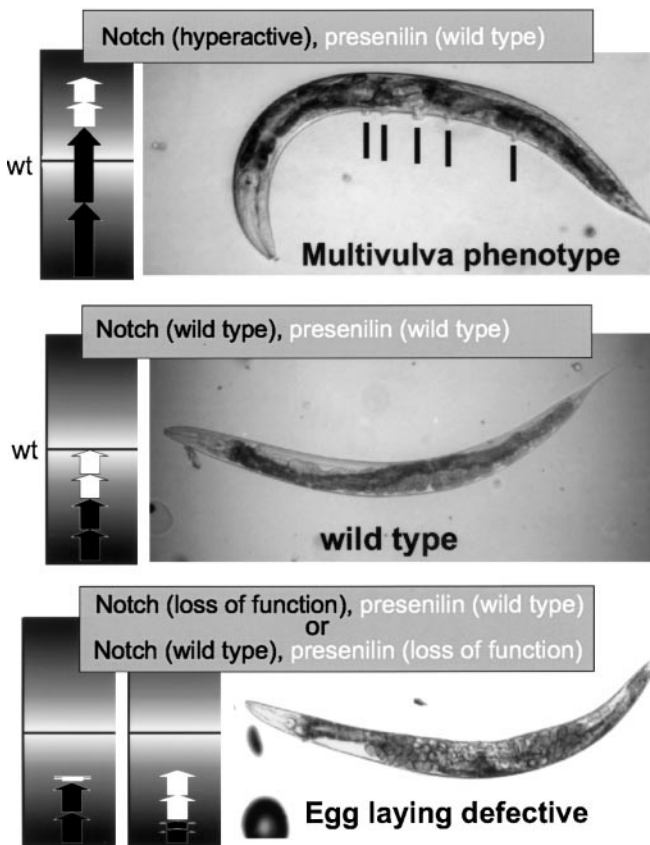 Notch (hyperactive), presenilin (wild type)
wt
Multivulva phenotype
Notch (wild type), presenilin (wild type)
wt
wild type
Notch (loss of function), presenilin (wild type)
or
Notch (wild type), presenilin (loss of function)
Egg laying defective